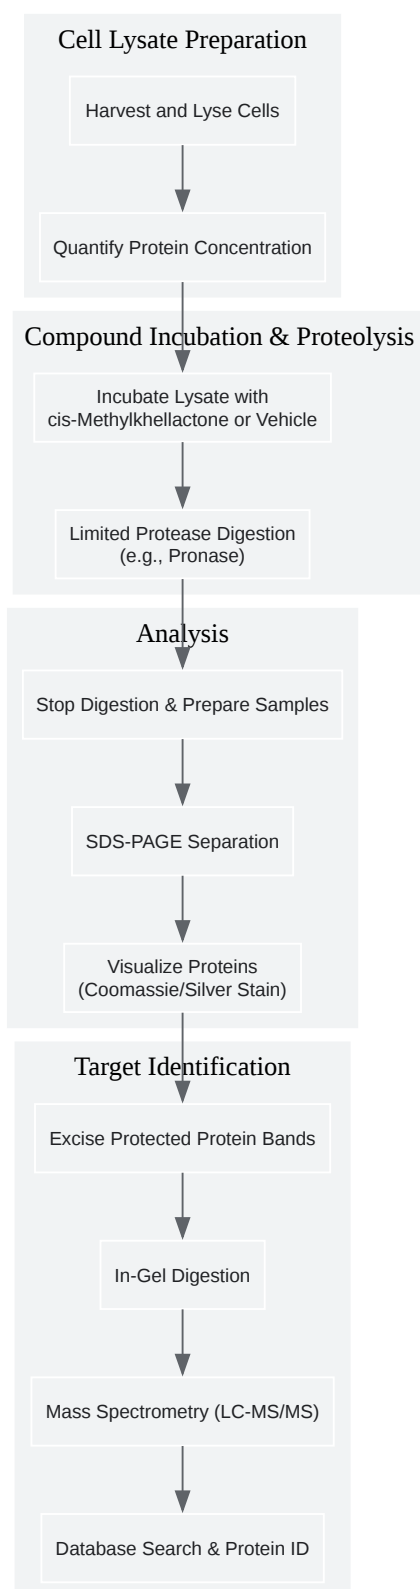 Cell Lysate Preparation
Harvest and Lyse Cells
Quantify Protein Concentration
Compound Incubation & Proteolysis
Incubate Lysate with
cis-Methylkhellactone or Vehicle
Limited Protease Digestion
(e.g., Pronase)
Analysis
Stop Digestion & Prepare Samples
SDS-PAGE Separation
Visualize Proteins
(Coomassie/Silver Stain)
Target Identification
Excise Protected Protein Bands
In-Gel Digestion
Mass Spectrometry (LC-MS/MS)
Database Search & Protein ID